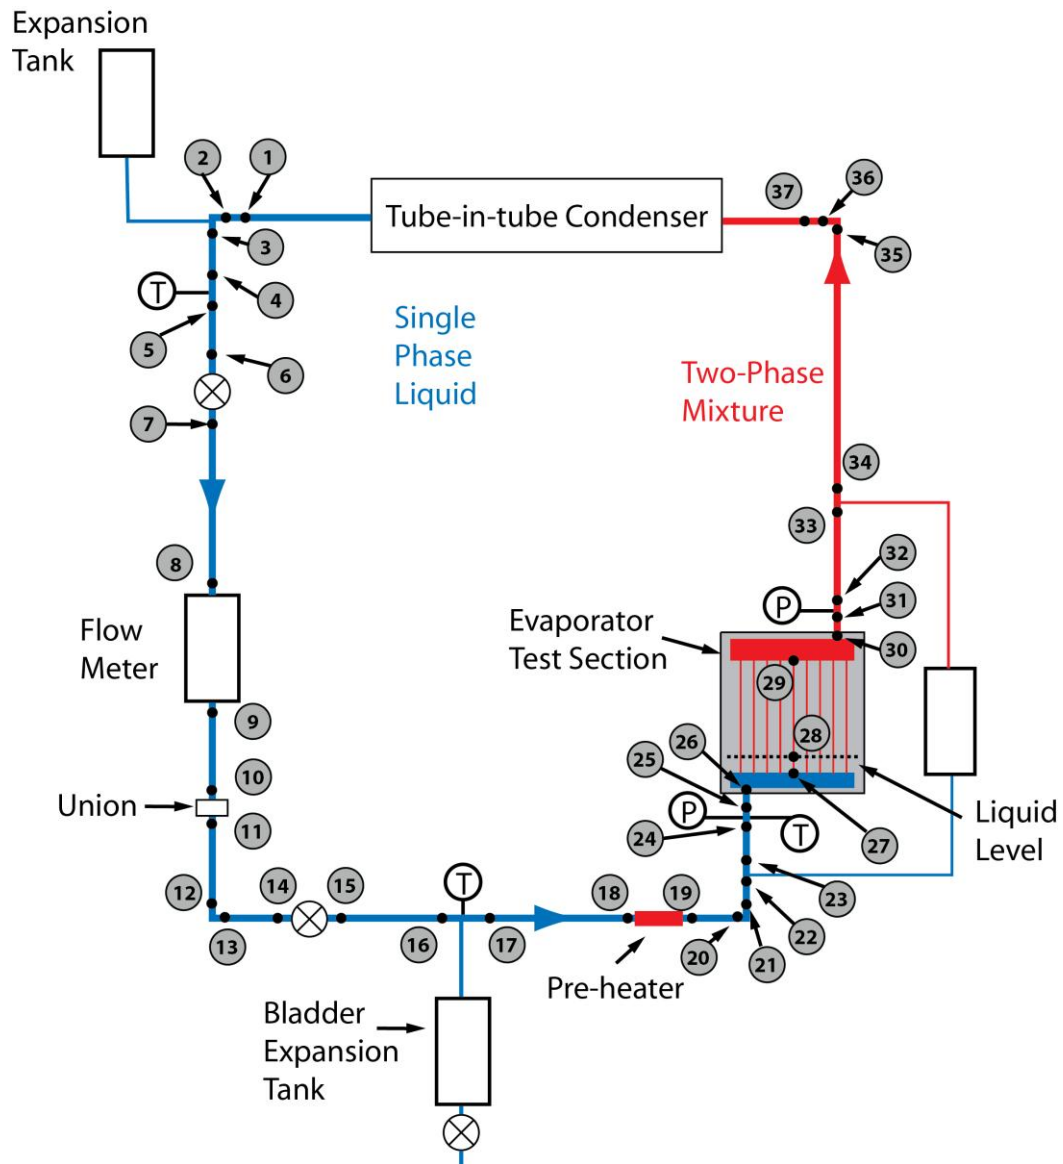 Expansion
Tank
2
1
36
37
Tube-in-tube Condenser
3
35
T
4
5
Single
Phase
Liquid
6
Two-Phase
Mixture
7
34
33
8
32
P
31
Evaporator
Test Section
30
Flow
Meter
29
9
28
26
10
25
Union
11
P
T
24
27
Liquid
Level
23
12
14
15
T
18
19
22
13
16
17
20
21
Pre-heater
Bladder
Expansion
Tank